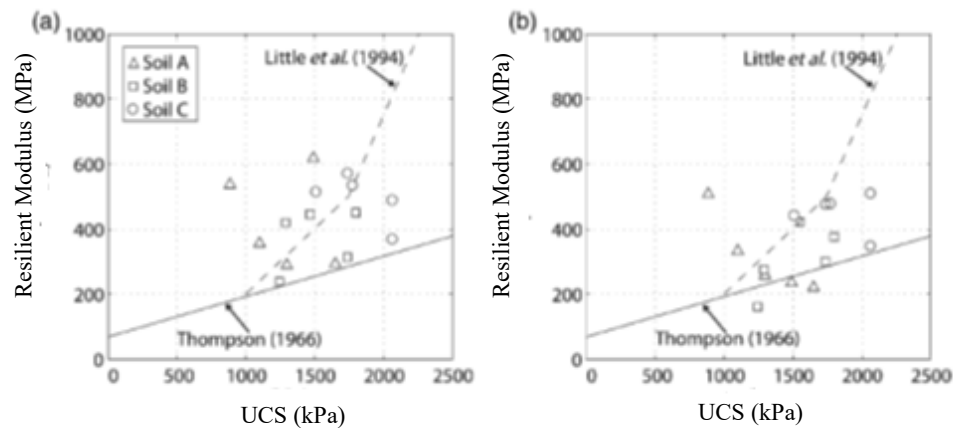 (a)
1000
800
600
400
200
0
Resilient Modulus (MPa)
Soil A
Soil B
Soil C
Little et al. (1994)
Thompson (1966)
0 500 1000 1500 2000 2500
UCS (kPa)
(b)
1000
800
600
400
200
0
Resilient Modulus (MPa)
Little et al. (1994)
Thompson (1966)
0 500 1000 1500 2000 2500
UCS (kPa)